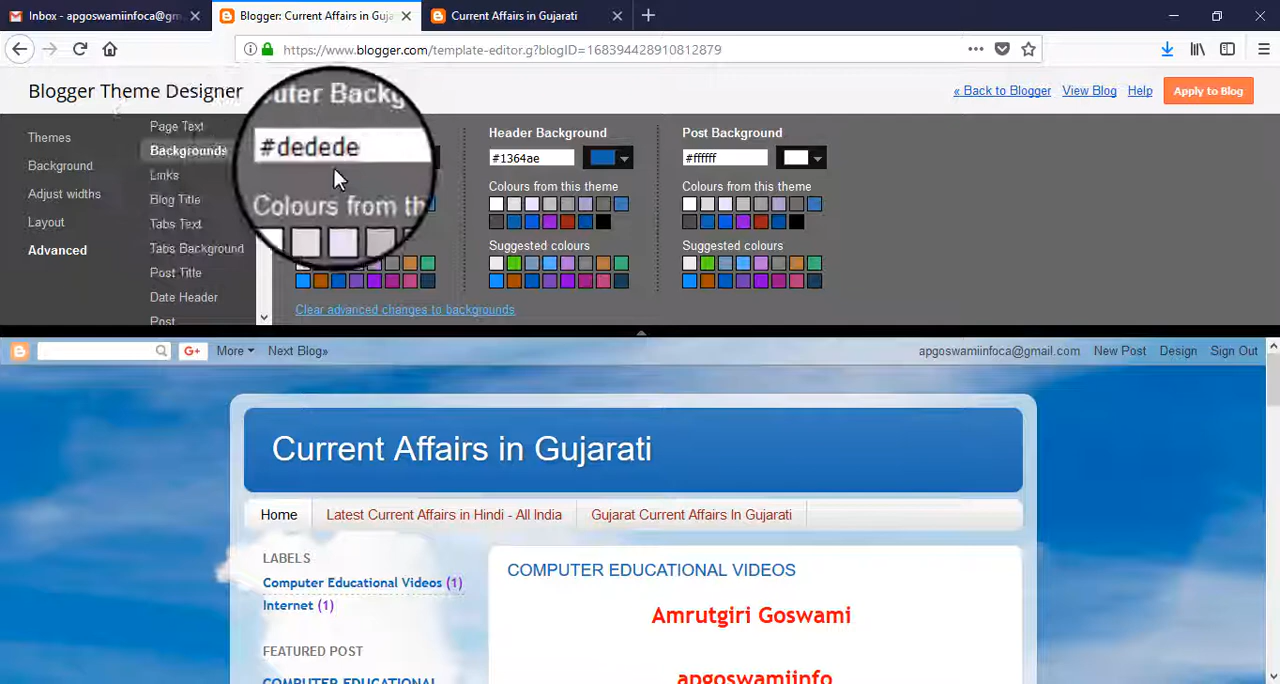 Inbox - apgoswamiinfoca@gm
Blogger: Current Affairs in Guja
Current Affairs in Gujarati
https://www.blogger.com/template-editor.g?blogID=168394428910812879
Blogger Theme Designer
« Back to Blogger
View Blog
Help
Apply to Blog
Themes
Background
Adjust widths
Layout
Advanced
Page Text
Backgrounds
Links
Blog Title
Tabs Text
Tabs Background
Post Title
Date Header
Post
uter Backg
#dedede
Colours from th
Clear advanced changes to backgrounds
Header Background
#1364ae
Colours from this theme
Suggested colours
Post Background
#ffffff
Colours from this theme
Suggested colours
G+
More
Next Blog»
apgoswamiinfoca@gmail.com
New Post
Design
Sign Out
Current Affairs in Gujarati
Home
Latest Current Affairs in Hindi - All India
Gujarat Current Affairs In Gujarati
LABELS
Computer Educational Videos (1)
Internet (1)
FEATURED POST
COMPUTER EDUCATIONAL
COMPUTER EDUCATIONAL VIDEOS
Amrutgiri Goswami
apgoswamiinfo